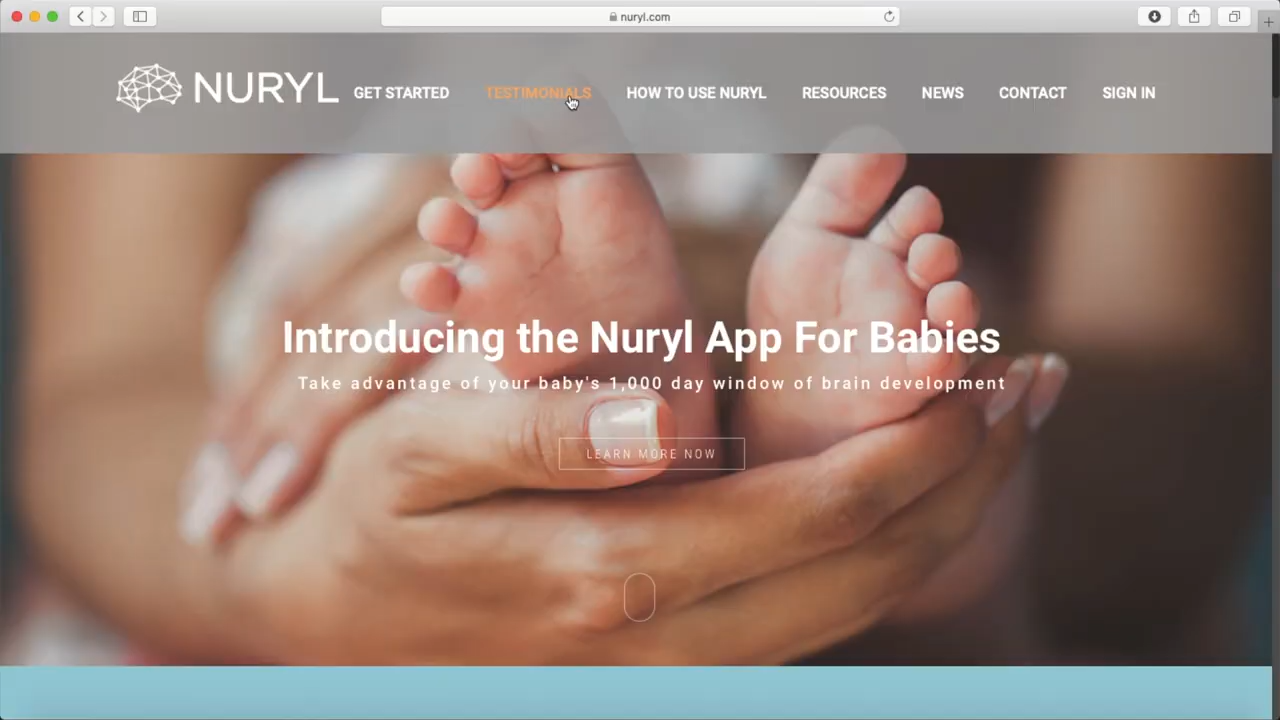 nuryl.com
NURYL GET STARTED TESTIMONIALS HOW TO USE NURYL RESOURCES NEWS CONTACT SIGN IN
Introducing the Nuryl App For Babies
Take advantage of your baby's 1,000 day window of brain development
LEARN MORE NOW